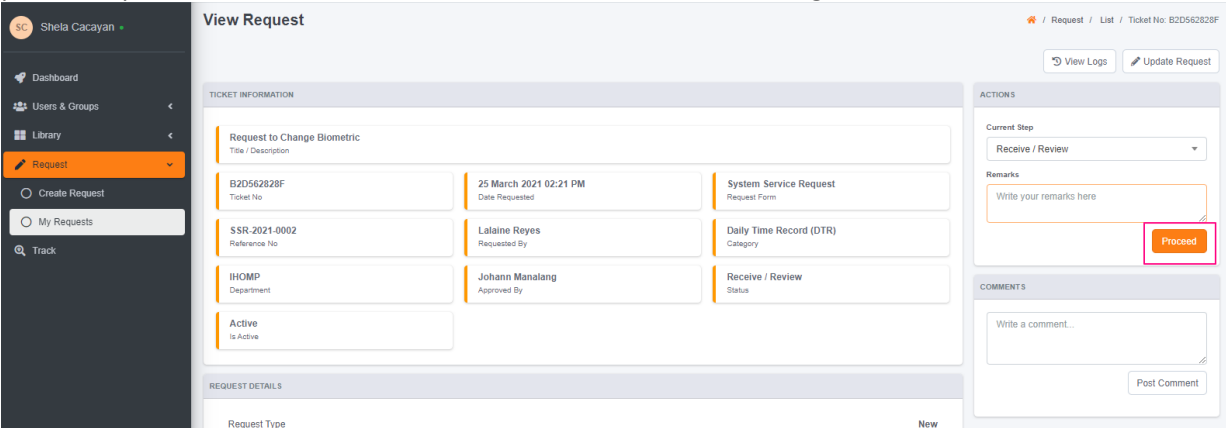 SC Shela Cacayan
Dashboard
Users & Groups
Library
Request
Create Request
My Requests
Track
View Request
/ Request / List / Ticket No: B2D562828F
View Logs
Update Request
TICKET INFORMATION
Request to Change Biometric
Title / Description
B2D562828F
Ticket No
25 March 2021 02:21 PM
Date Requested
System Service Request
Request Form
SSR-2021-0002
Reference No
Lalaine Reyes
Requested By
Daily Time Record (DTR)
Category
IHOMP
Department
Johann Manalang
Approved By
Receive / Review
Status
Active
Is Active
REQUEST DETAILS
Request Type
New
ACTIONS
Current Step
Receive / Review
Remarks
Write your remarks here
Proceed
COMMENTS
Write a comment...
Post Comment